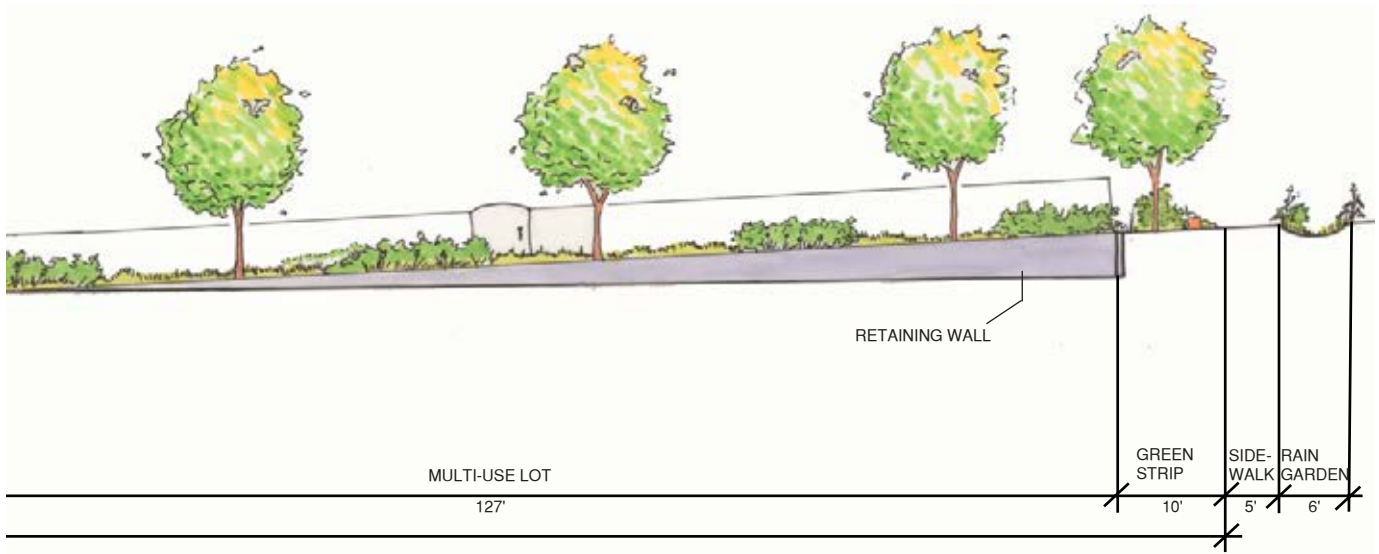 RETAINING WALL
MULTI-USE LOT
GREEN
STRIP
SIDE-
WALK
RAIN
GARDEN
127'
10'
5'
6'